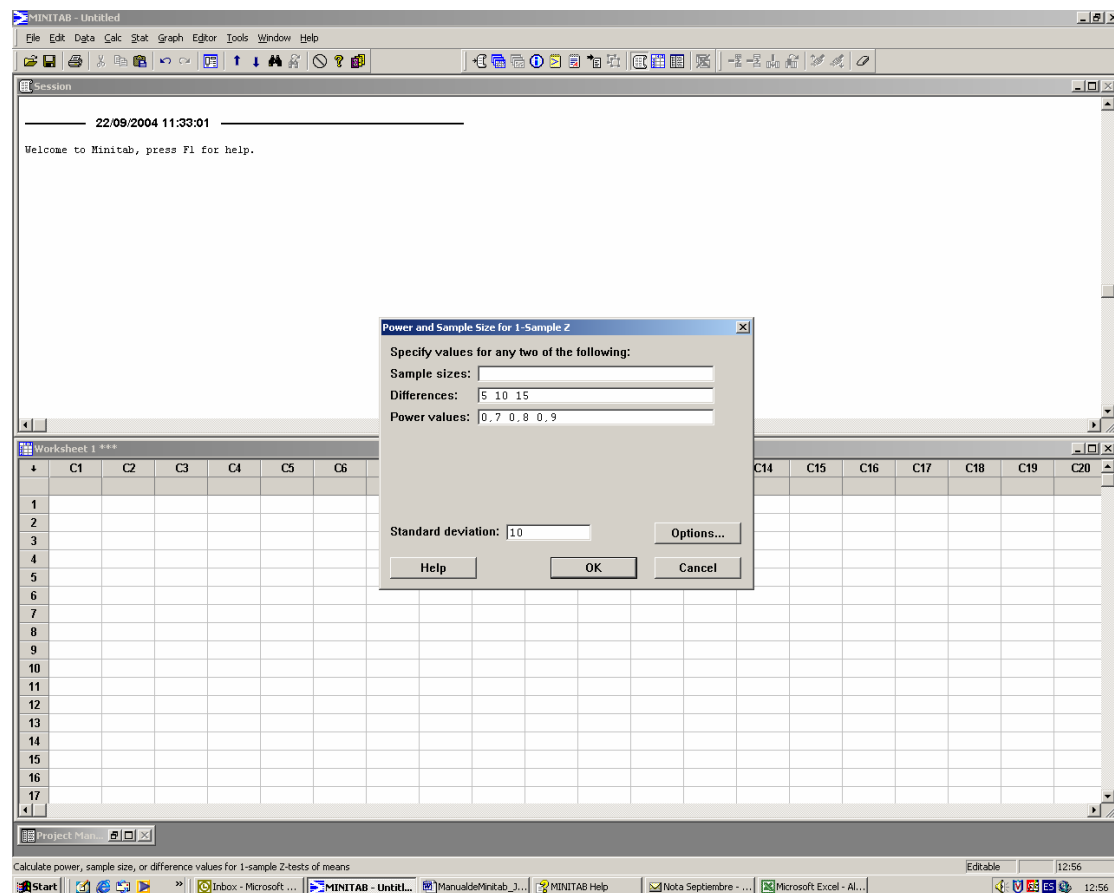 MINITAB - Untitled
File Edit Data Calc Stat Graph Editor Tools Window Help
Session
22/09/2004 11:33:01
Welcome to Minitab, press F1 for help.
Power and Sample Size for 1-Sample Z
Specify values for any two of the following:
Sample sizes:
Differences: 5 10 15
Power values: 0,7 0,8 0,9
Standard deviation: 10
Options...
Help OK Cancel
Worksheet 1 ***
C1 C2 C3 C4 C5 C6 C14 C15 C16 C17 C18 C19 C20
1
2
3
4
5
6
7
8
9
10
11
12
13
14
15
16
17
Project Man...
Calculate power, sample size, or difference values for 1-sample Z-tests of means Editable 12:56
Start » Inbox - Microsoft ... MINITAB - Untitl... ManualdeMinitab_J... MINITAB Help Nota Septiembre - ... Microsoft Excel - Al... ES 12:56